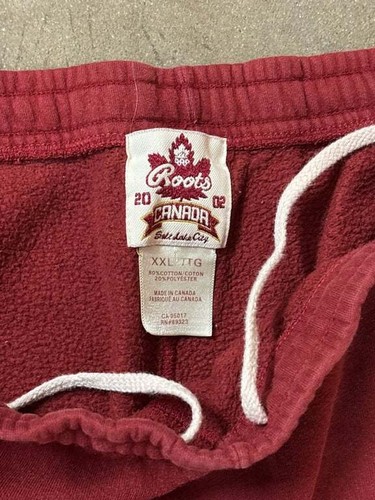 Roots
20 02
CANADA
Salt Lake City
XXL/TTG
80%COTTON/COTON
20%POLYESTER
MADE IN CANADA
FABRIQUÉ AU CANADA
CA 05017
RN#89323